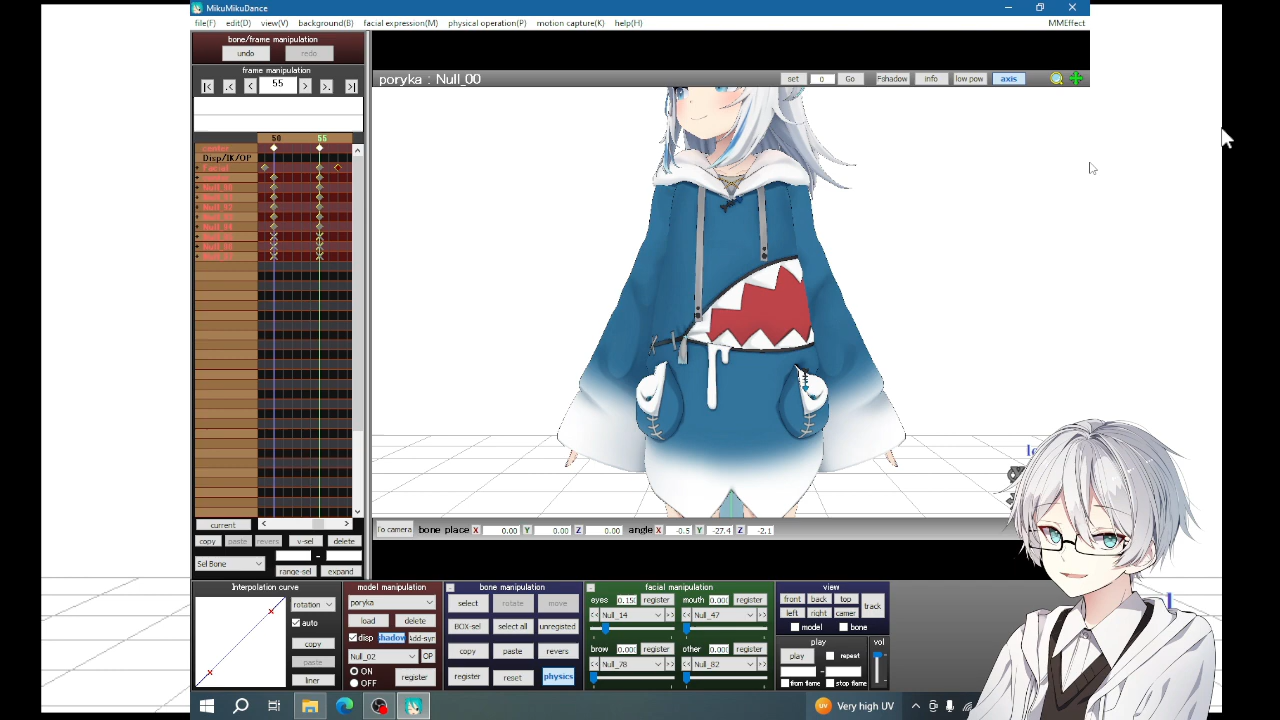 MikuMikuDance
file(F) edit(D) view(V) background(B) facial expression(M) physical operation(P) motion capture(K) help(H) MMEffect
bone/frame manipulation
undo redo
frame manipulation
|< .< < 55 > >. >|
poryka : Null_00
set 0 Go Fshadow info low pow axis
50 55
center
Disp/IK/OP
Facial
To camera bone place X 0.00 Y 0.00 Z 0.00 angle X -0.5 Y -27.4 Z -2.1
current
copy paste revers v-sel delete
Sel Bone -
range-sel expand
Interpolation curve
rotation
auto
copy
paste
liner
model manipulation
poryka
load delete
disp shadow Add-syn
Null_02 OP
ON
OFF
register
bone manipulation
select rotate move
BOX-sel select all unregisted
copy paste revers
register reset physics
facial manipulation
eyes register mouth 0.000 register
<< Null_14 >> << Null_47 >>
brow 0.000 register other 0.000 register
<< Null_78 >> << Null_82 >>
view
front back top
left right camer
track
model bone
play
play repeat
-
from flame stop flame
vol
Very high UV